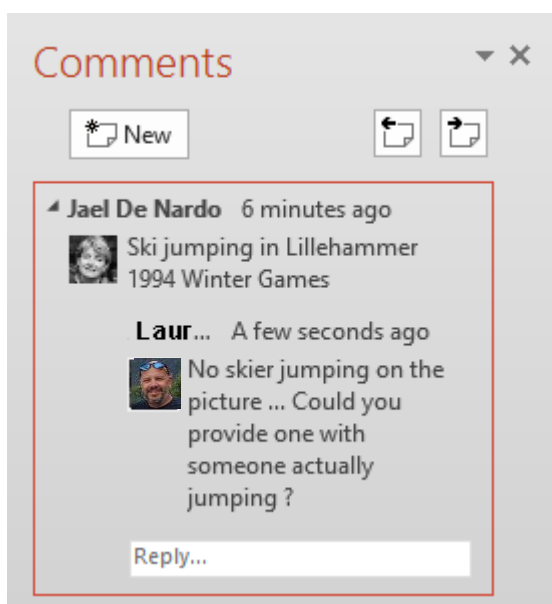 Comments
New
Jael De Nardo 6 minutes ago
Ski jumping in Lillehammer
1994 Winter Games
Laur... A few seconds ago
No skier jumping on the
picture ... Could you
provide one with
someone actually
jumping ?
Reply...